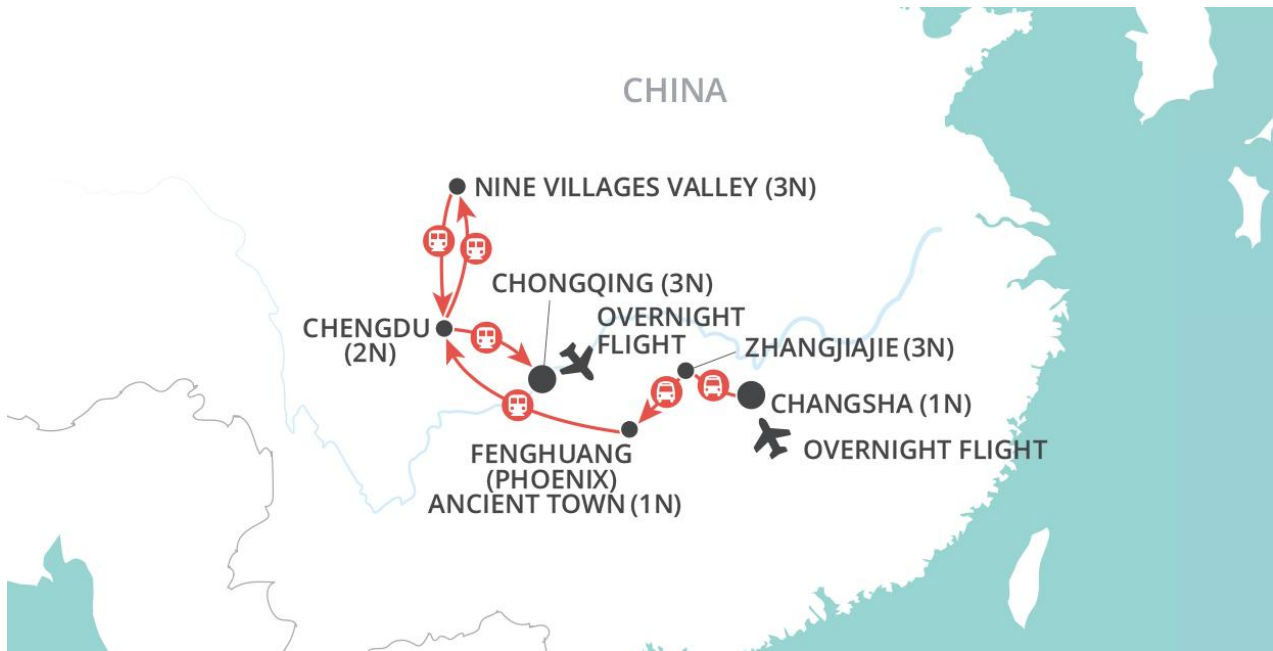 CHINA
NINE VILLAGES VALLEY (3N)
CHONGQING (3N)
OVERNIGHT
FLIGHT
CHENGDU
(2N)
ZHANGJIAJIE (3N)
CHANGSHA (1N)
OVERNIGHT FLIGHT
FENGHUANG
(PHOENIX)
ANCIENT TOWN (1N)